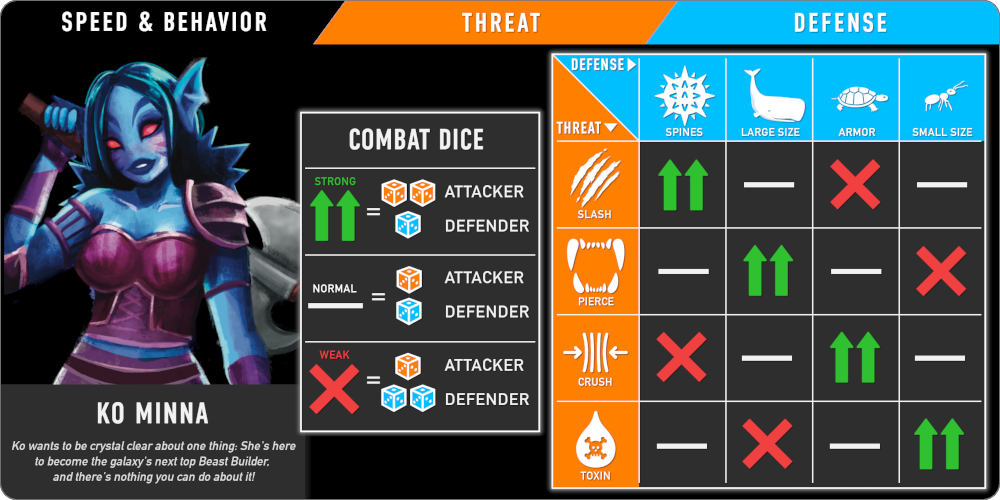 SPEED & BEHAVIOR
THREAT
DEFENSE
COMBAT DICE
STRONG
=
ATTACKER
DEFENDER
NORMAL
=
ATTACKER
DEFENDER
WEAK
=
ATTACKER
DEFENDER
KO MINNA
Ko wants to be crystal clear about one thing: She's here
to become the galaxy's next top Beast Builder,
and there's nothing you can do about it!
DEFENSE
THREAT
SPINES
LARGE SIZE
ARMOR
SMALL SIZE
SLASH
PIERCE
CRUSH
TOXIN